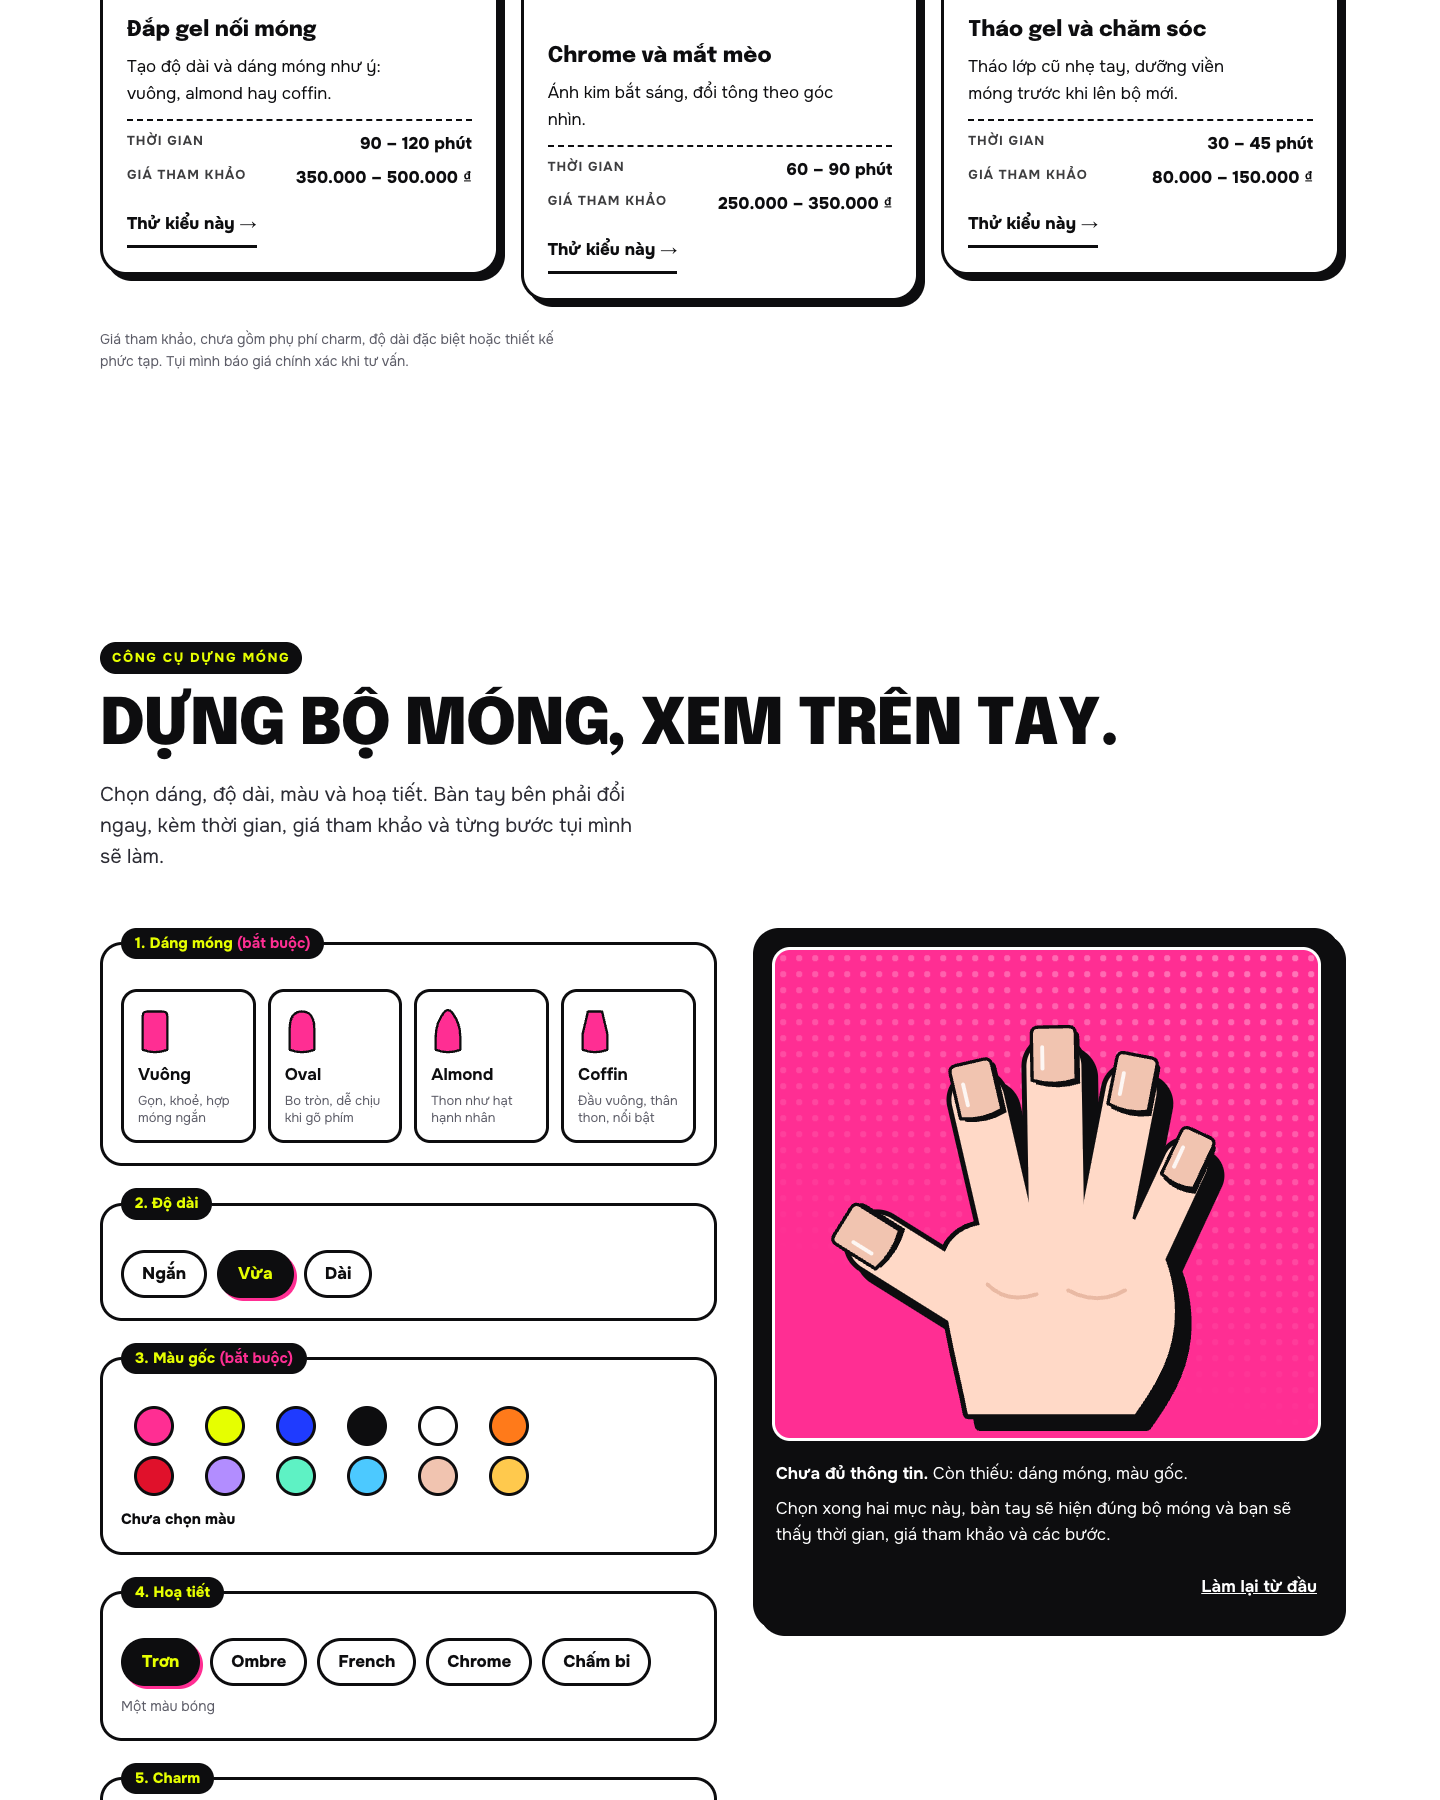 Đắp gel nối móng
Tạo độ dài và dáng móng như ý:
vuông, almond hay coffin.
THỜI GIAN 90 – 120 phút
GIÁ THAM KHẢO 350.000 – 500.000 ₫
Thử kiểu này →
Chrome và mắt mèo
Ánh kim bắt sáng, đổi tông theo góc
nhìn.
THỜI GIAN 60 – 90 phút
GIÁ THAM KHẢO 250.000 – 350.000 ₫
Thử kiểu này →
Tháo gel và chăm sóc
Tháo lớp cũ nhẹ tay, dưỡng viền
móng trước khi lên bộ mới.
THỜI GIAN 30 – 45 phút
GIÁ THAM KHẢO 80.000 – 150.000 ₫
Thử kiểu này →
Giá tham khảo, chưa gồm phụ phí charm, độ dài đặc biệt hoặc thiết kế
phức tạp. Tụi mình báo giá chính xác khi tư vấn.
CÔNG CỤ DỰNG MÓNG
DỰNG BỘ MÓNG, XEM TRÊN TAY.
Chọn dáng, độ dài, màu và hoạ tiết. Bàn tay bên phải đổi
ngay, kèm thời gian, giá tham khảo và từng bước tụi mình
sẽ làm.
1. Dáng móng (bắt buộc)
Vuông
Gọn, khoẻ, hợp
móng ngắn
Oval
Bo tròn, dễ chịu
khi gõ phím
Almond
Thon như hạt
hạnh nhân
Coffin
Đầu vuông, thân
thon, nổi bật
2. Độ dài
Ngắn
Vừa
Dài
3. Màu gốc (bắt buộc)
Chưa chọn màu
4. Hoạ tiết
Trơn
Ombre
French
Chrome
Chấm bi
Một màu bóng
5. Charm
Chưa đủ thông tin. Còn thiếu: dáng móng, màu gốc.
Chọn xong hai mục này, bàn tay sẽ hiện đúng bộ móng và bạn sẽ
thấy thời gian, giá tham khảo và các bước.
Làm lại từ đầu